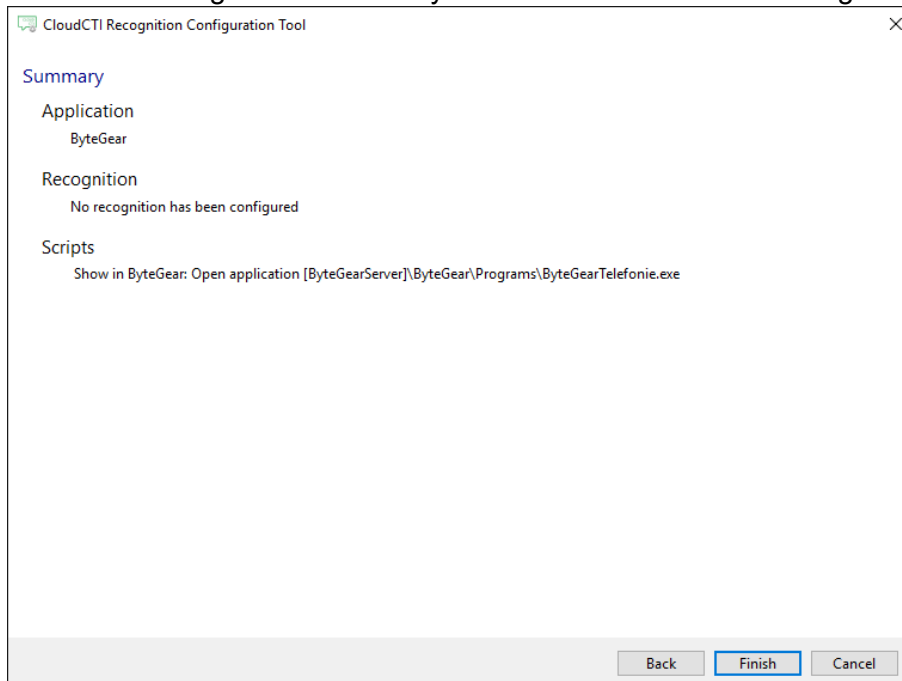 CloudCTI Recognition Configuration Tool
Summary
Application
ByteGear
Recognition
No recognition has been configured
Scripts
Show in ByteGear: Open application [ByteGearServer]\ByteGear\Programs\ByteGearTelefonie.exe
Back Finish Cancel